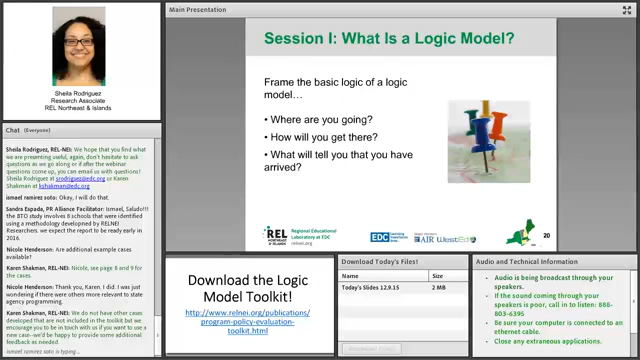 Main Presentation
Sheila Rodriguez
Research Associate
REL Northeast & Islands
Chat (Everyone)
Sheila Rodriguez, REL-NEI: We hope that you find what
we are presenting useful, again, don't hesitate to ask
questions as we go along or if after the webinar
questions come up, you can email us with questions!
Sheila at srodriguez@edc.org or Karen
Shakman at kshakman@edc.org
ismael ramirez soto: Okay, I will do that
Sandra Espada, PR Alliance Facilitator: Ismael, Saludo!!
the BTO study involves 8 schools that were identified
using a methodology developed by RELNEI
Researchers. we expect the report to be ready early in
2016.
Nicole Henderson: Are additional example cases
available?
Karen Shakman, REL-NEI: Nicole, see page 8 and 9 for
the cases.
Nicole Henderson: Thank you, Karen. I did. I was just
wondering if there were others more relevant to state
agency programming.
Karen Shakman, REL-NEI: We do not have other cases
developed that are not included in the toolkit but we
encourage you to be in touch with us if you want to
use a new case--we'd be happy to provide some
additional feedback as needed.
ismael ramirez soto is typing...
Session I: What Is a Logic Model?
Frame the basic logic of a logic
model…
• Where are you going?
• How will you get there?
• What will tell you that you have
arrived?
REL
NORTHEAST
& ISLANDS
Regional Educational
Laboratory at EDC
relnei.org
EDC
AIR WestEd
20
Download the Logic
Model Toolkit!
http://www.relnei.org/publications/
program-policy-evaluation-
toolkit.html
Download Today's Files!
Name Size
Today's Slides 12.9.15 2 MB
Audio and Technical Information
• Audio is being broadcast through your
speakers.
• If the sound coming through your
speakers is poor, call in to listen: 888-
803-6395
• Be sure your computer is connected to
an ethernet cable.
• Close any extraneous applications.